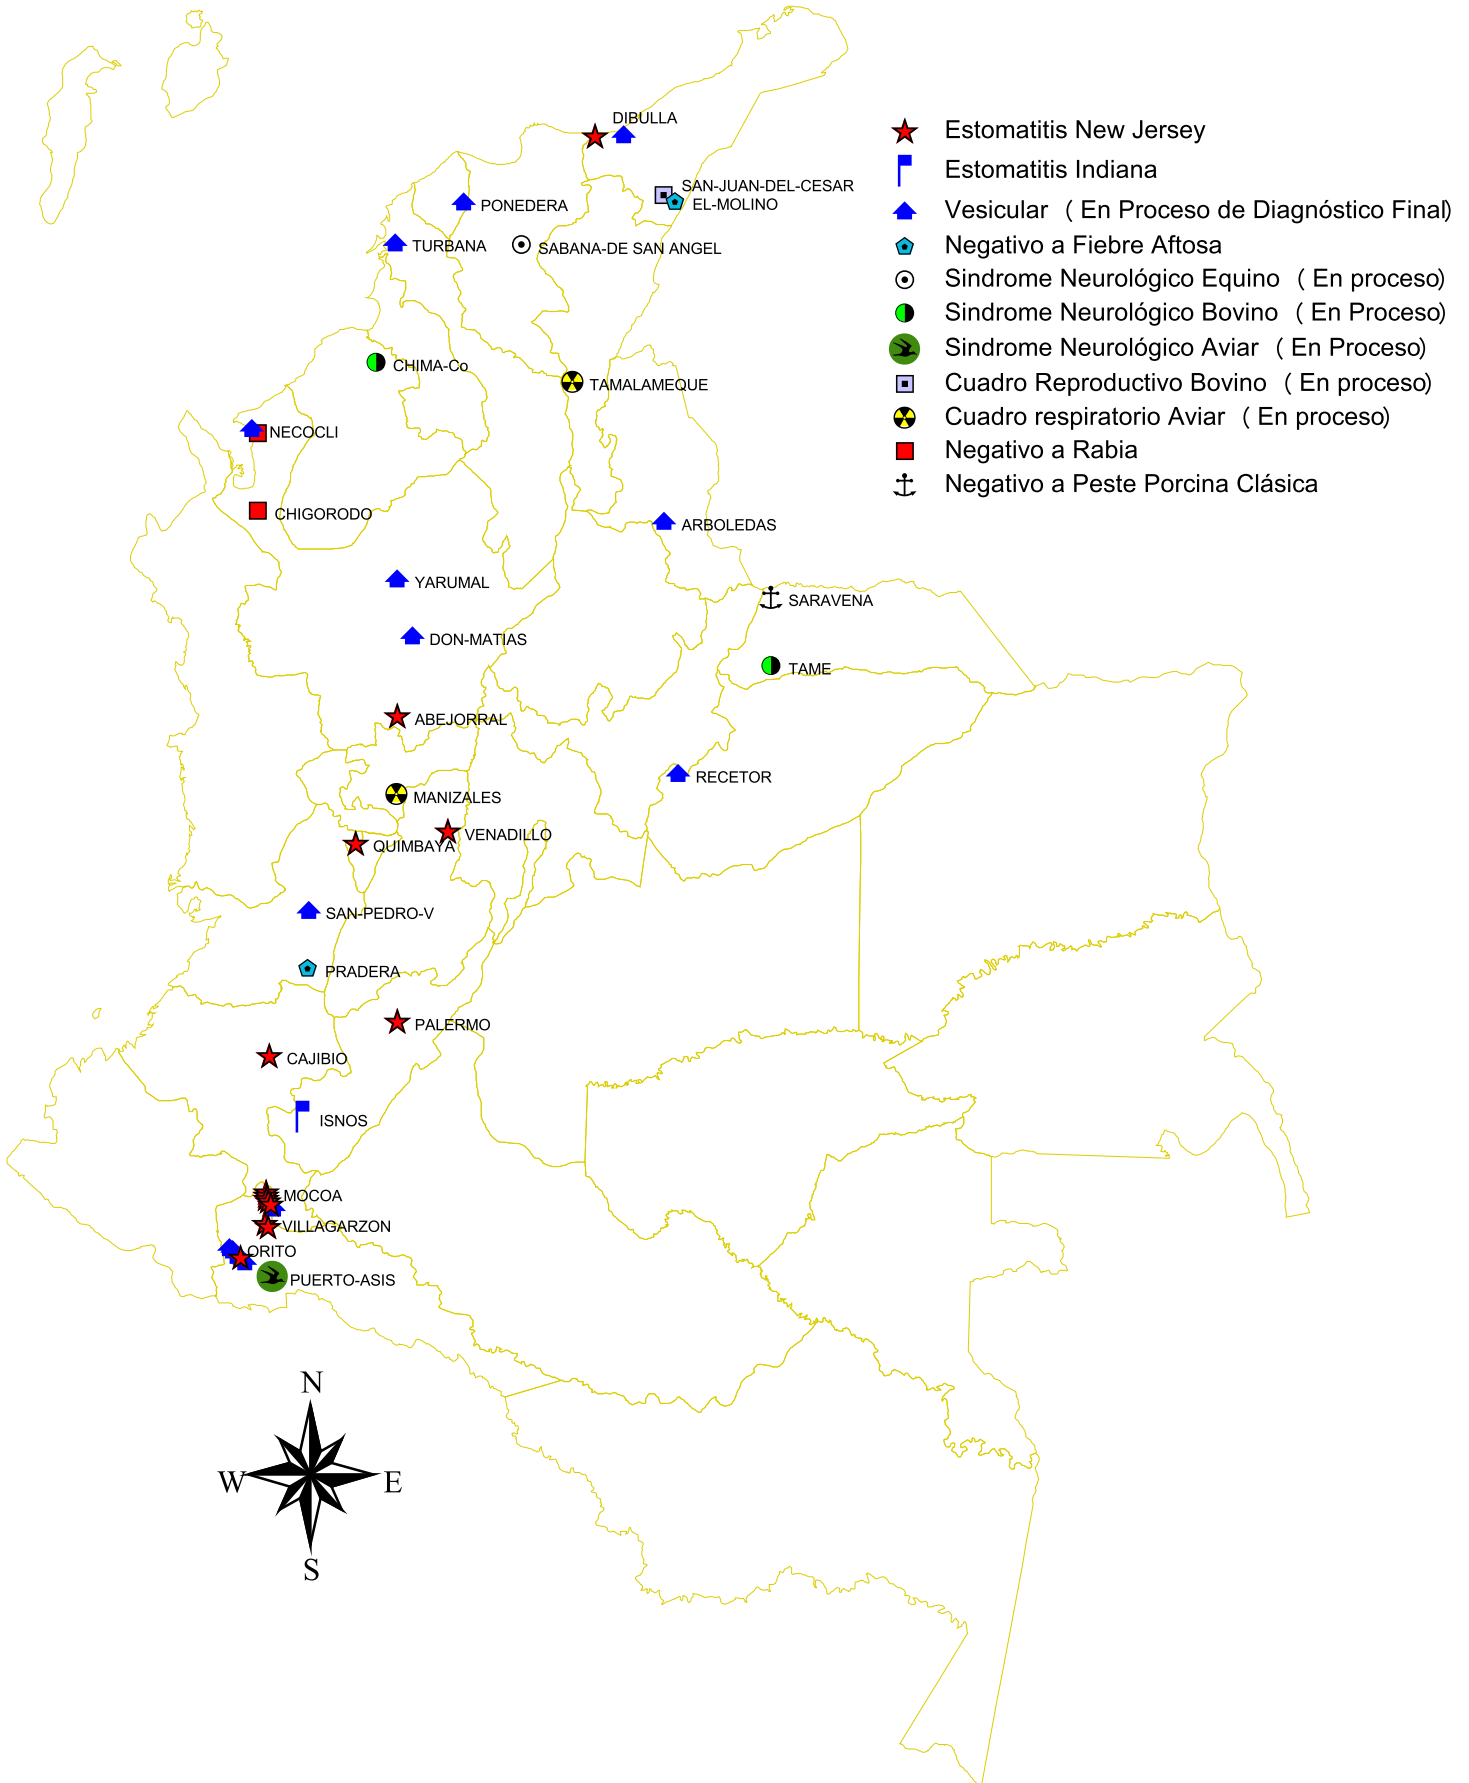 DIBULLA
Estomatitis New Jersey
Estomatitis Indiana
SAN-JUAN-DEL-CESAR
EL-MOLINO
PONEDERA
Vesicular ( En Proceso de Diagnóstico Final)
TURBANA
SABANA-DE SAN ANGEL
Negativo a Fiebre Aftosa
Sindrome Neurológico Equino ( En proceso)
Sindrome Neurológico Bovino ( En Proceso)
Sindrome Neurológico Aviar ( En Proceso)
CHIMA-Co
TAMALAMEQUE
Cuadro Reproductivo Bovino ( En proceso)
Cuadro respiratorio Aviar ( En proceso)
NECOCLI
Negativo a Rabia
Negativo a Peste Porcina Clásica
CHIGORODO
ARBOLEDAS
YARUMAL
SARAVENA
DON-MATIAS
TAME
ABEJORRAL
RECETOR
MANIZALES
VENADILLO
QUIMBAYA
SAN-PEDRO-V
PRADERA
PALERMO
CAJIBIO
ISNOS
MOCOA
VILLAGARZON
ORITO
PUERTO-ASIS
N
W
E
S